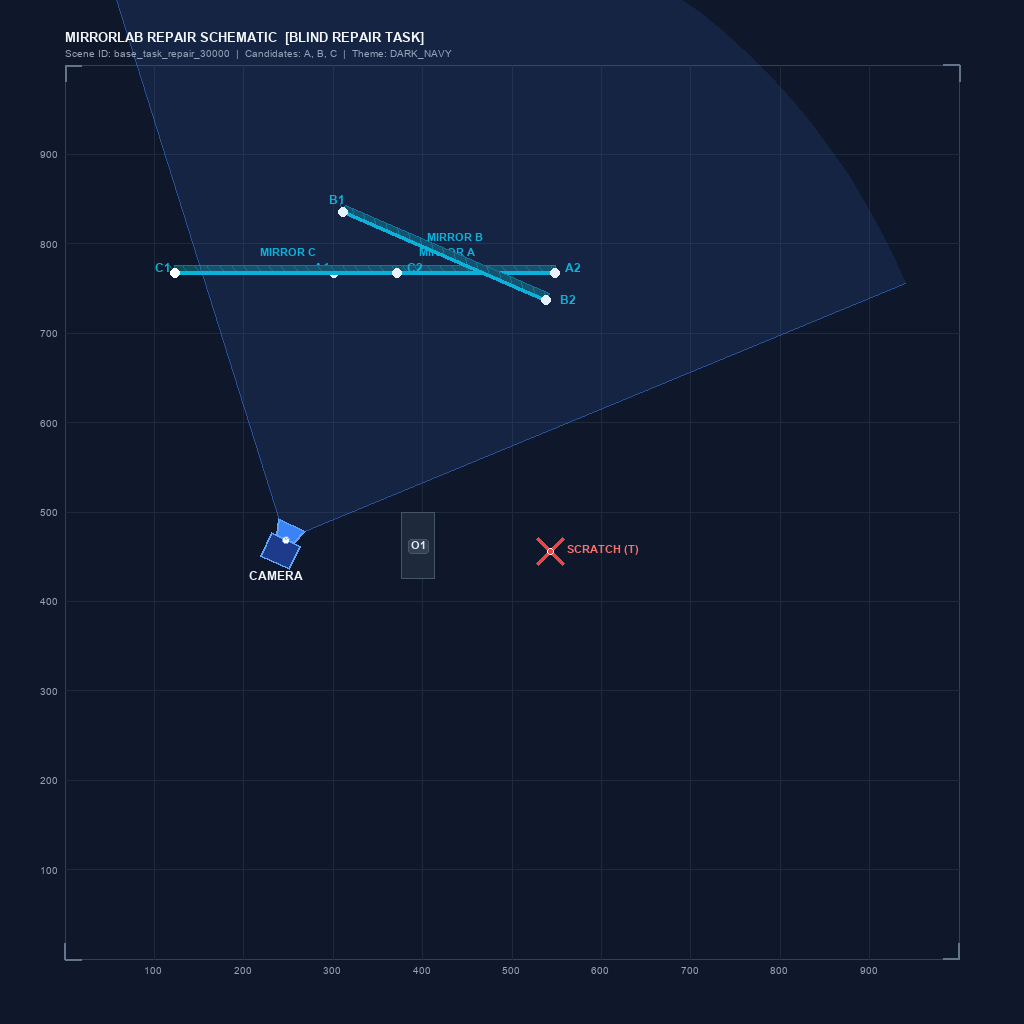 MIRRORLAB REPAIR SCHEMATIC [BLIND REPAIR TASK]
Scene ID: base_task_repair_30000 | Candidates: A, B, C | Theme: DARK_NAVY
900
B1
MIRROR B
800
MIRROR C
C1
C2
A2
B2
700
600
500
O1
SCRATCH (T)
CAMERA
400
300
200
100
100 200 300 400 500 600 700 800 900